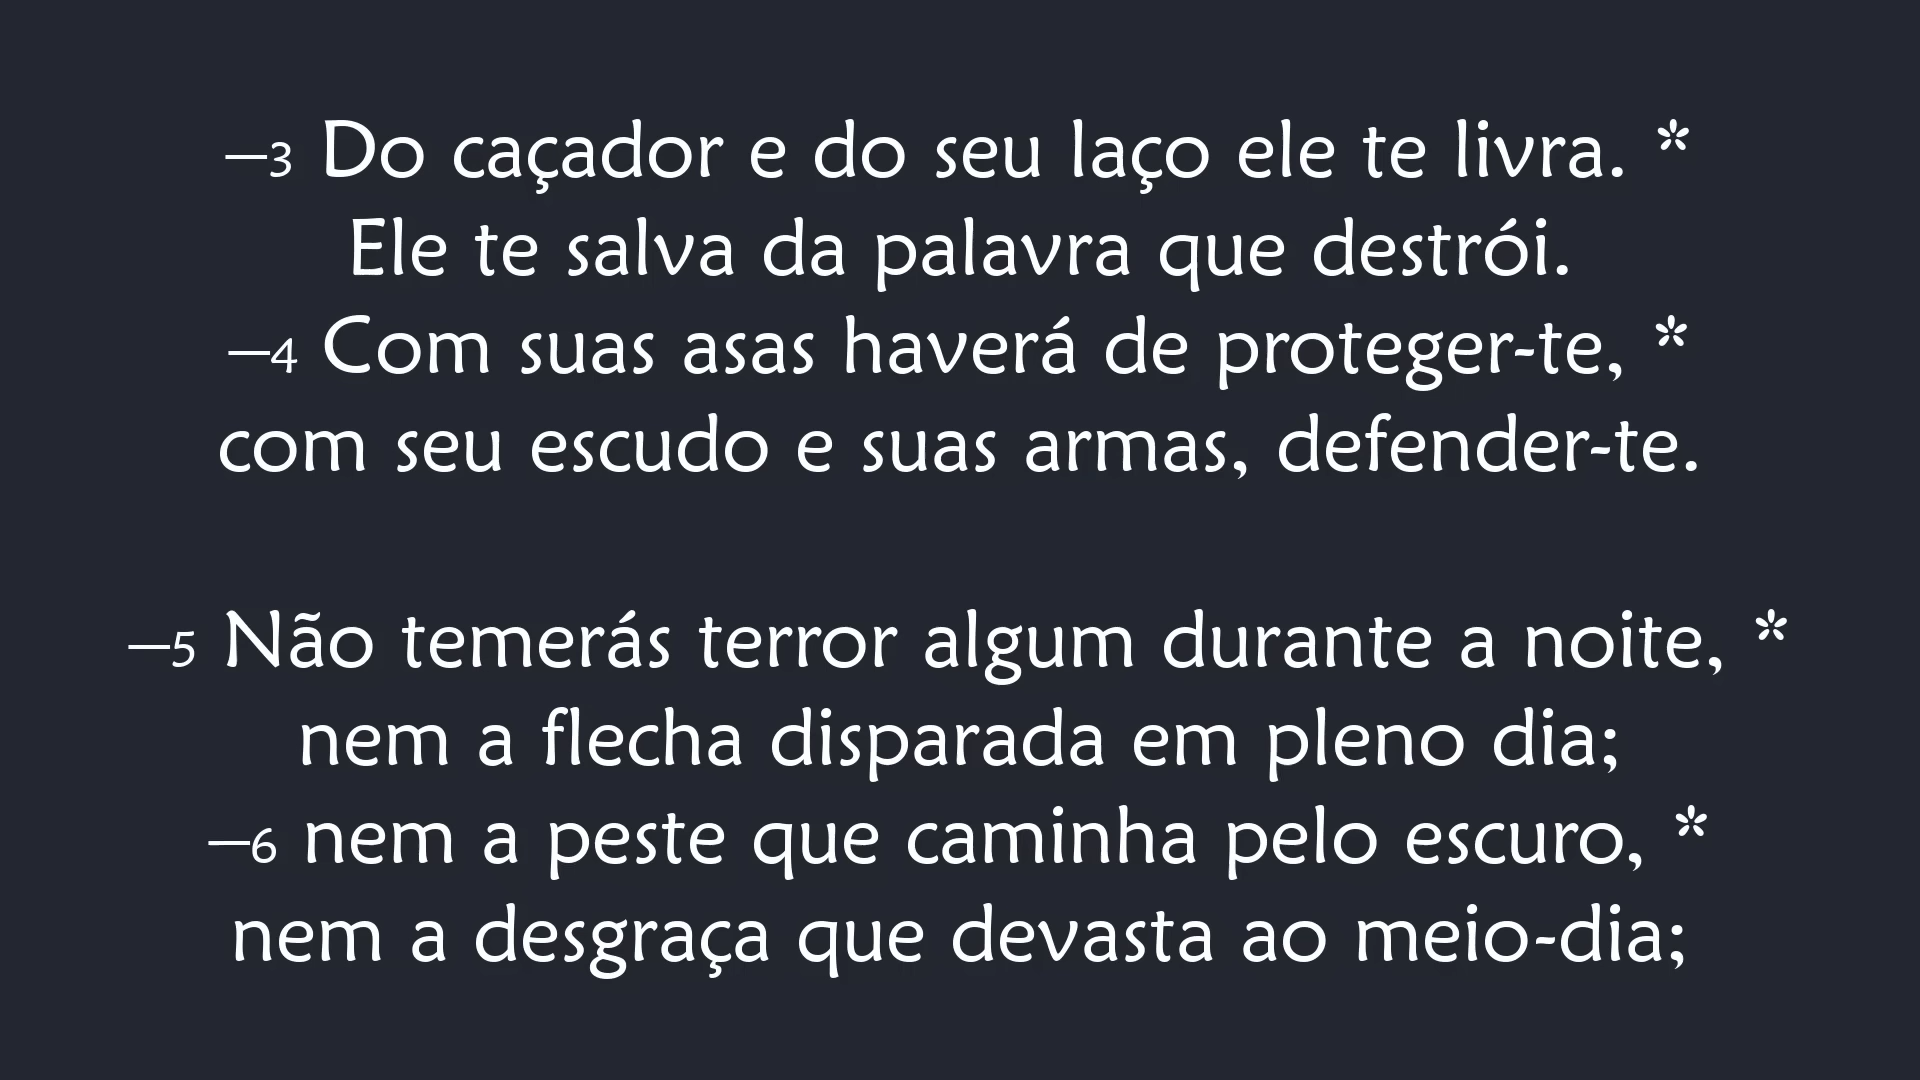 –3 Do caçador e do seu laço ele te livra. *
Ele te salva da palavra que destrói.
–4 Com suas asas haverá de proteger-te, *
com seu escudo e suas armas, defender-te.
–5 Não temerás terror algum durante a noite, *
nem a flecha disparada em pleno dia;
–6 nem a peste que caminha pelo escuro, *
nem a desgraça que devasta ao meio-dia;